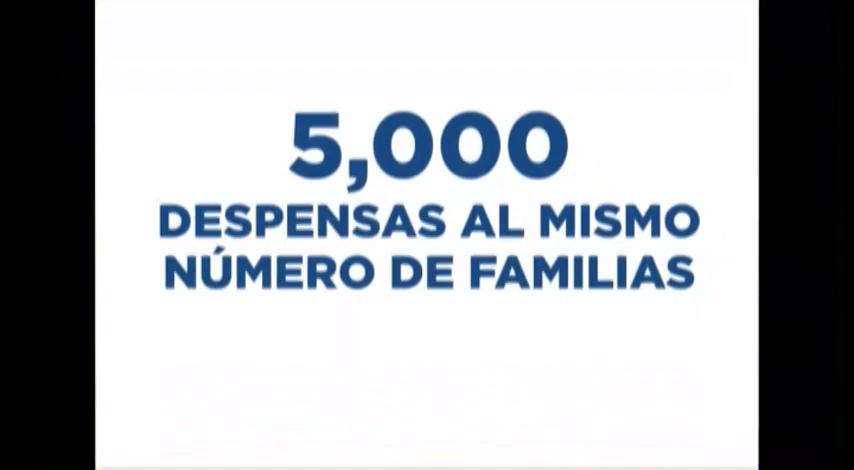 5,000
DESPENSAS AL MISMO
NÚMERO DE FAMILIAS